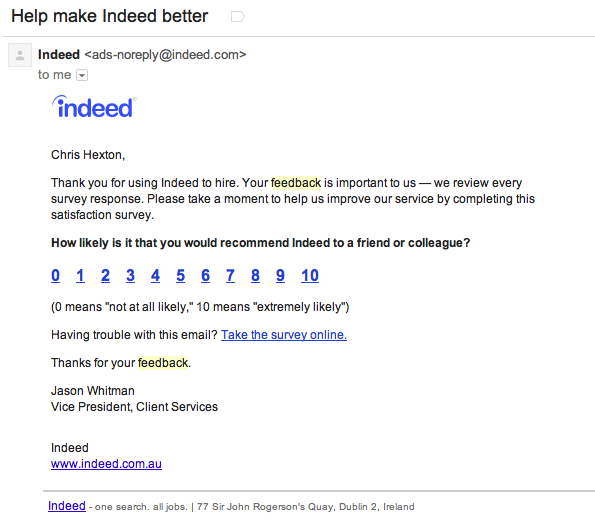 Help make Indeed better
Indeed <ads-noreply@indeed.com>
to me
indeed
Chris Hexton,
Thank you for using Indeed to hire. Your feedback is important to us — we review every
survey response. Please take a moment to help us improve our service by completing this
satisfaction survey.
How likely is it that you would recommend Indeed to a friend or colleague?
0 1 2 3 4 5 6 7 8 9 10
(0 means "not at all likely," 10 means "extremely likely")
Having trouble with this email? Take the survey online.
Thanks for your feedback.
Jason Whitman
Vice President, Client Services
Indeed
www.indeed.com.au
Indeed - one search. all jobs. | 77 Sir John Rogerson's Quay, Dublin 2, Ireland